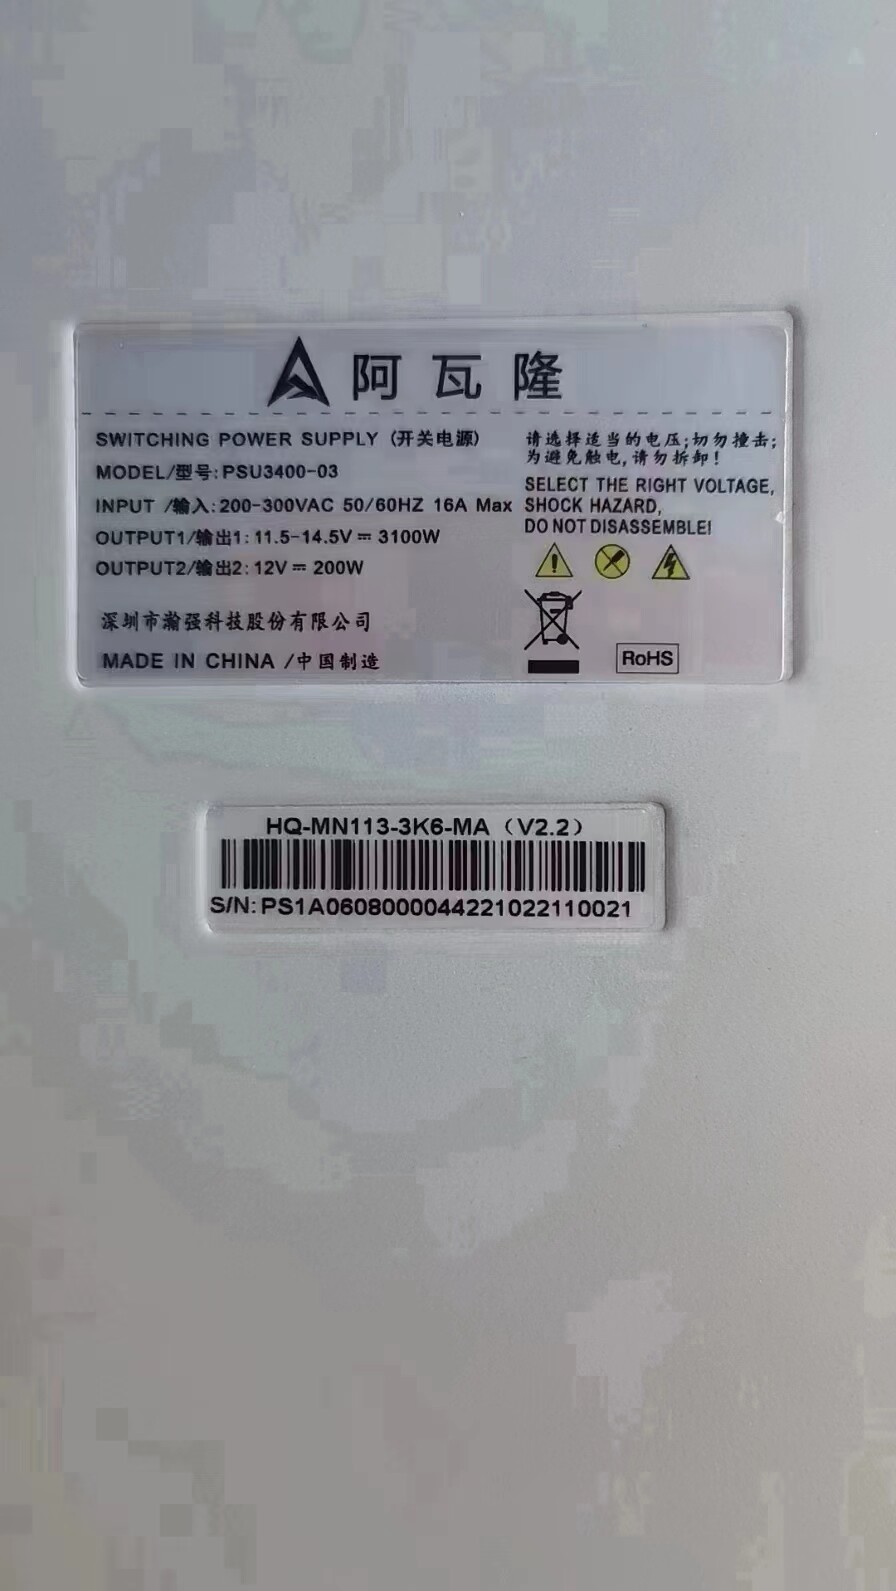 阿瓦隆
SWITCHING POWER SUPPLY (开关电源)
MODEL/型号:PSU3400-03
INPUT /输入:200-300VAC 50/60HZ 16A Max
OUTPUT1/输出1: 11.5-14.5V⎓ 3100W
OUTPUT2/输出2: 12V⎓ 200W
深圳市瀚强科技股份有限公司
MADE IN CHINA /中国制造
请选择适当的电压;切勿撞击;
为避免触电,请勿拆卸!
SELECT THE RIGHT VOLTAGE,
SHOCK HAZARD,
DO NOT DISASSEMBLE!
RoHS
HQ-MN113-3K6-MA（V2.2）
S/N:PS1A0608000044221022110021